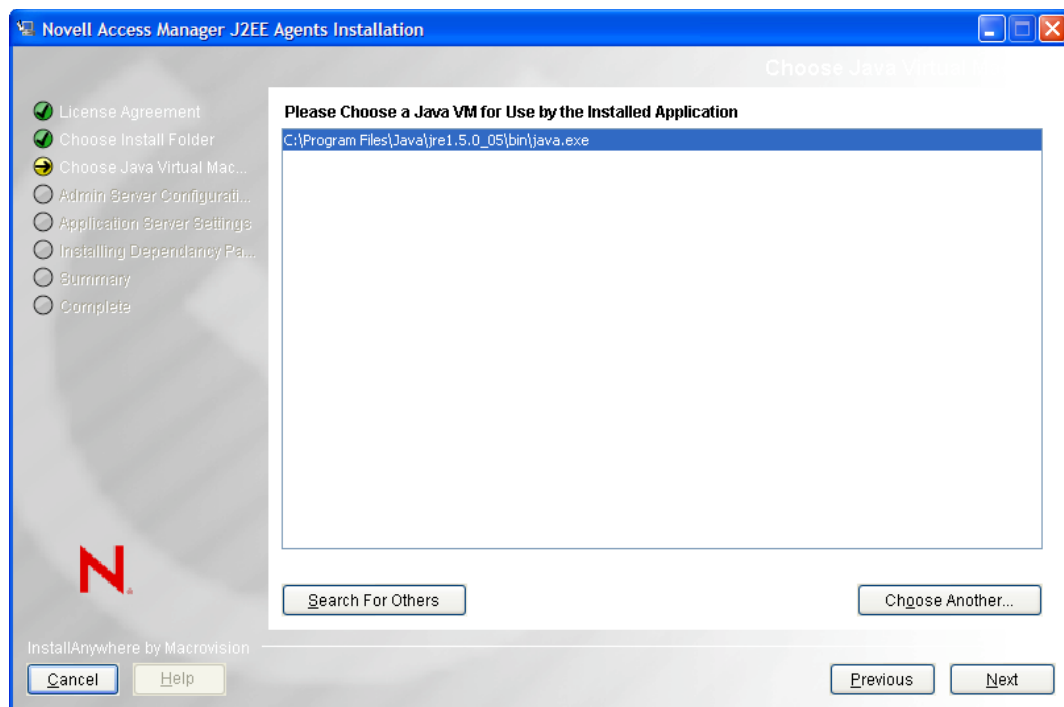 Novell Access Manager J2EE Agents Installation
Choose Java Virtual
License Agreement
Choose Install Folder
Choose Java Virtual Mac...
Admin Server Configurati...
Application Server Settings
Installing Dependancy Pa...
Summary
Complete
Please Choose a Java VM for Use by the Installed Application
C:\Program Files\Java\jre1.5.0_05\bin\java.exe
N
Search For Others
Choose Another...
InstallAnywhere by Macrovision
Cancel
Help
Previous
Next